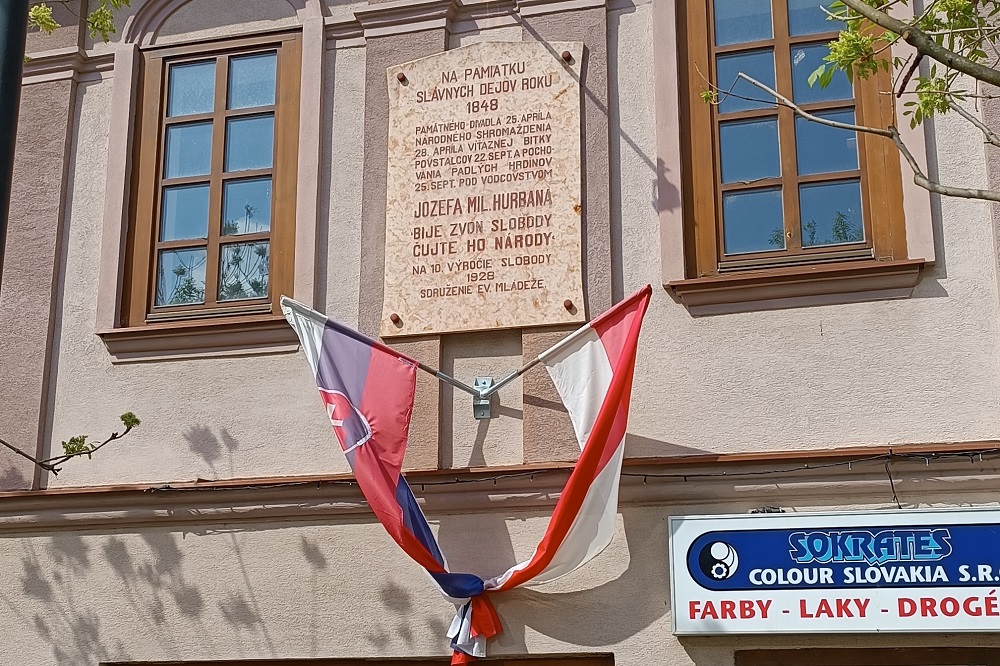 NA PAMIATKU
SLÁVNYCH DEJOV ROKU
1848
PAMÄTNÉHO DIVADLA 25. APRÍLA
NÁRODNÉHO SHROMAŽDENIA
28. APRÍLA VÍŤAZNEJ BITKY
POVSTALCOV 22. SEPT. A POCHO-
VÁNIA PADLÝCH HRDINOV
25. SEPT. POD VODCOVSTVOM
JOZEFA MIL. HURBANA
BIJE ZVON SLOBODY
ČUJTE HO NÁRODY·
NA 10. VÝROČIE SLOBODY
1928
SDRUŽENIE EV. MLÁDEŽE
SOKRATES
COLOUR SLOVAKIA S.R.
FARBY - LAKY - DROGÉ